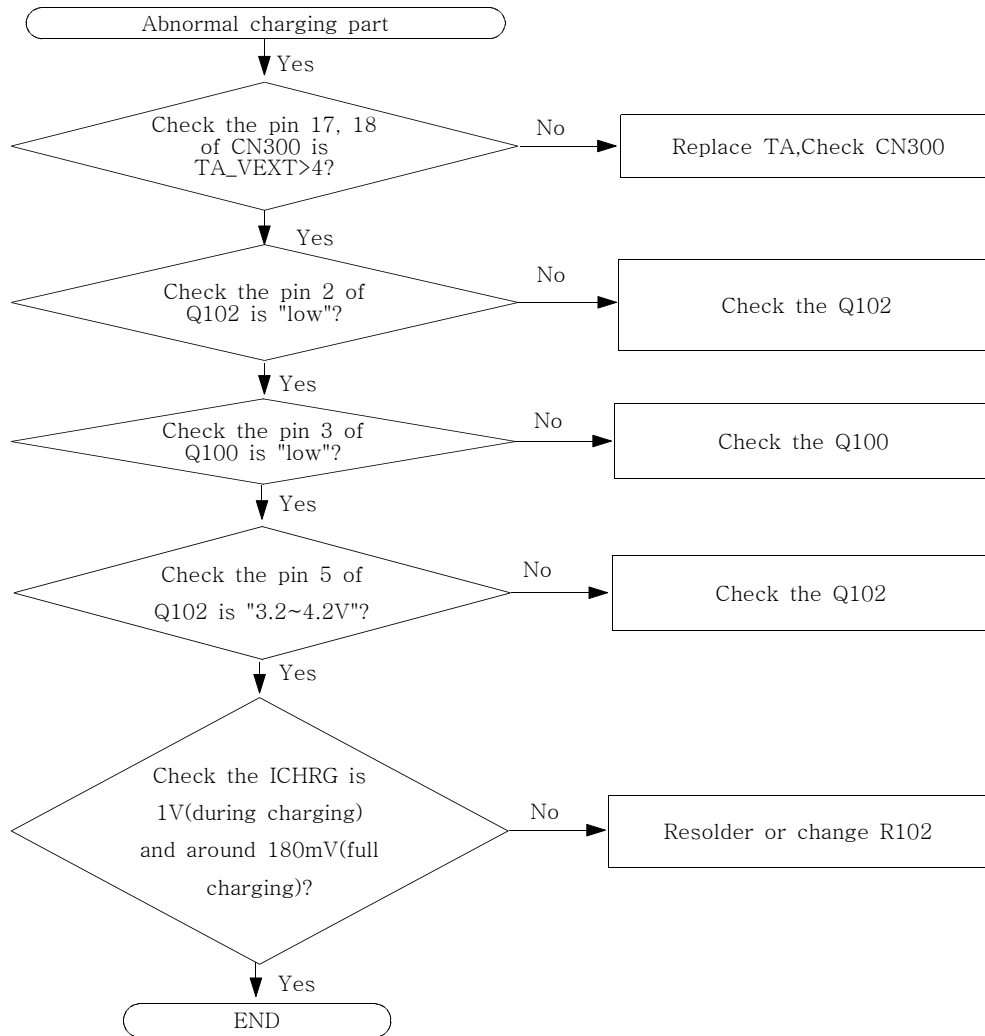 Abnormal charging part
Yes
Check the pin 17, 18
of CN300 is
TA_VEXT>4?
No
Replace TA,Check CN300
Yes
Check the pin 2 of
Q102 is "low"?
No
Check the Q102
Yes
Check the pin 3 of
Q100 is "low"?
No
Check the Q100
Yes
Check the pin 5 of
Q102 is "3.2~4.2V"?
No
Check the Q102
Yes
Check the ICHRG is
1V(during charging)
and around 180mV(full
charging)?
No
Resolder or change R102
Yes
END